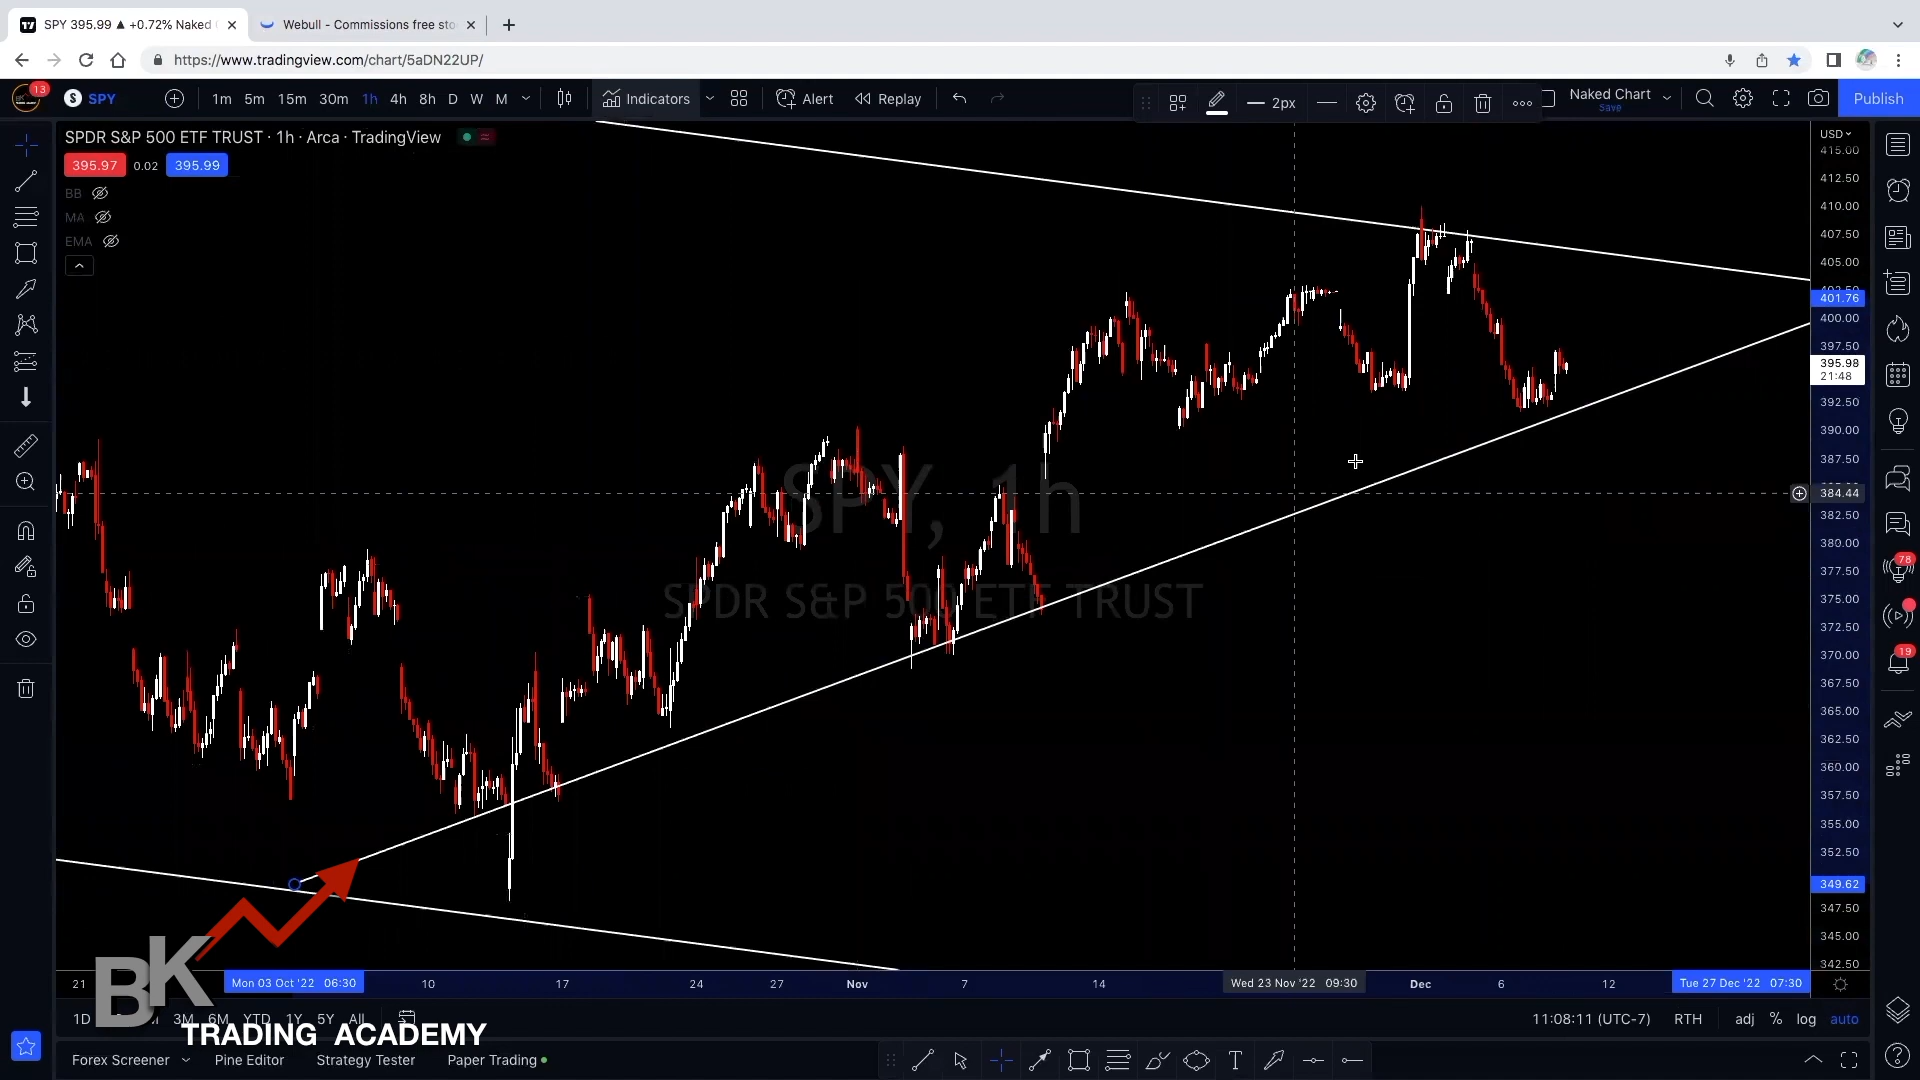 SPY 395.99 ▲ +0.72% Naked
Webull - Commissions free sto
https://www.tradingview.com/chart/5aDN22UP/
13
SPY
1m 5m 15m 30m 1h 4h 8h D W M
Indicators
Alert
Replay
2px
Naked Chart
Save
Publish
SPDR S&P 500 ETF TRUST · 1h · Arca · TradingView
395.97 0.02 395.99
BB
MA
EMA
USD
415.00
412.50
410.00
407.50
405.00
402.50
401.76
400.00
397.50
395.98
21:48
392.50
390.00
387.50
384.44
382.50
380.00
377.50
375.00
372.50
370.00
367.50
365.00
362.50
360.00
357.50
355.00
352.50
349.62
347.50
345.00
342.50
SPY, 1h
SPDR S&P 500 ETF TRUST
78
19
21 Mon 03 Oct '22 06:30 10 17 24 27 Nov 7 14 Wed 23 Nov '22 09:30 Dec 6 12 Tue 27 Dec '22 07:30
BK
TRADING ACADEMY
1D 3M 6M YTD 1Y 5Y All
11:08:11 (UTC-7) RTH adj % log auto
Forex Screener Pine Editor Strategy Tester Paper Trading